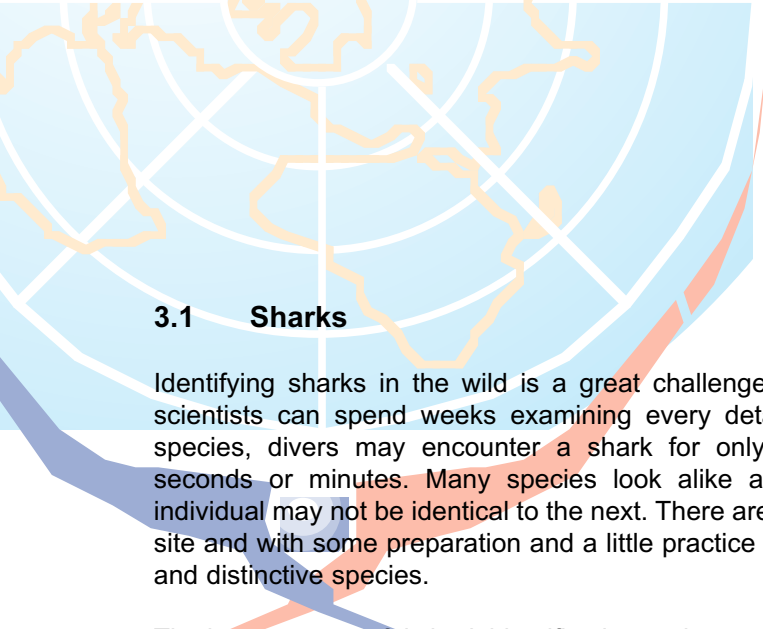 3.1 Sharks
Identifying sharks in the wild is a great challenge
scientists can spend weeks examining every
species, divers may encounter a shark for only
seconds or minutes. Many species look alike
individual may not be identical to the next. There are
site and with some preparation and a little practice
and distinctive species.